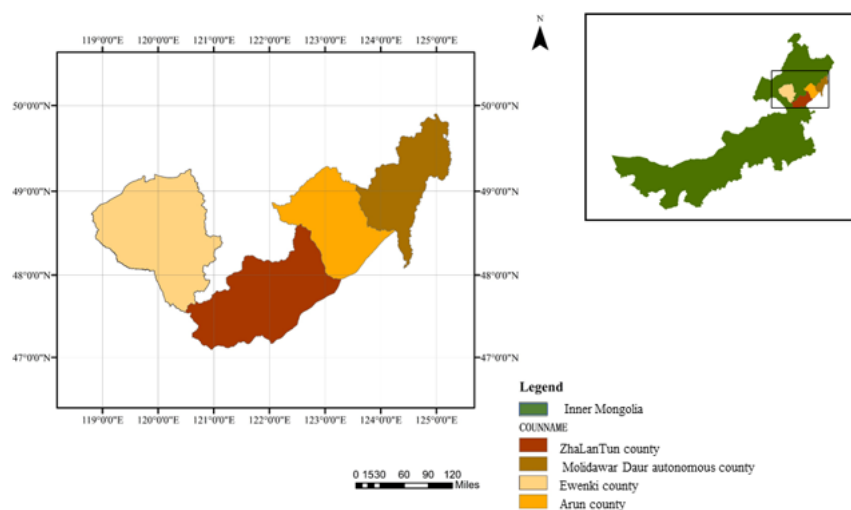 N
119°0'0"E 120°0'0"E 121°0'0"E 122°0'0"E 123°0'0"E 124°0'0"E 125°0'0"E
50°0'0"N 50°0'0"N
49°0'0"N 49°0'0"N
48°0'0"N 48°0'0"N
47°0'0"N 47°0'0"N
119°0'0"E 120°0'0"E 121°0'0"E 122°0'0"E 123°0'0"E 124°0'0"E 125°0'0"E
Legend
Inner Mongolia
COUNNAME
ZhaLanTun county
Molidawar Daur autonomous county
Ewenki county
Arun county
0 1530 60 90 120
Miles